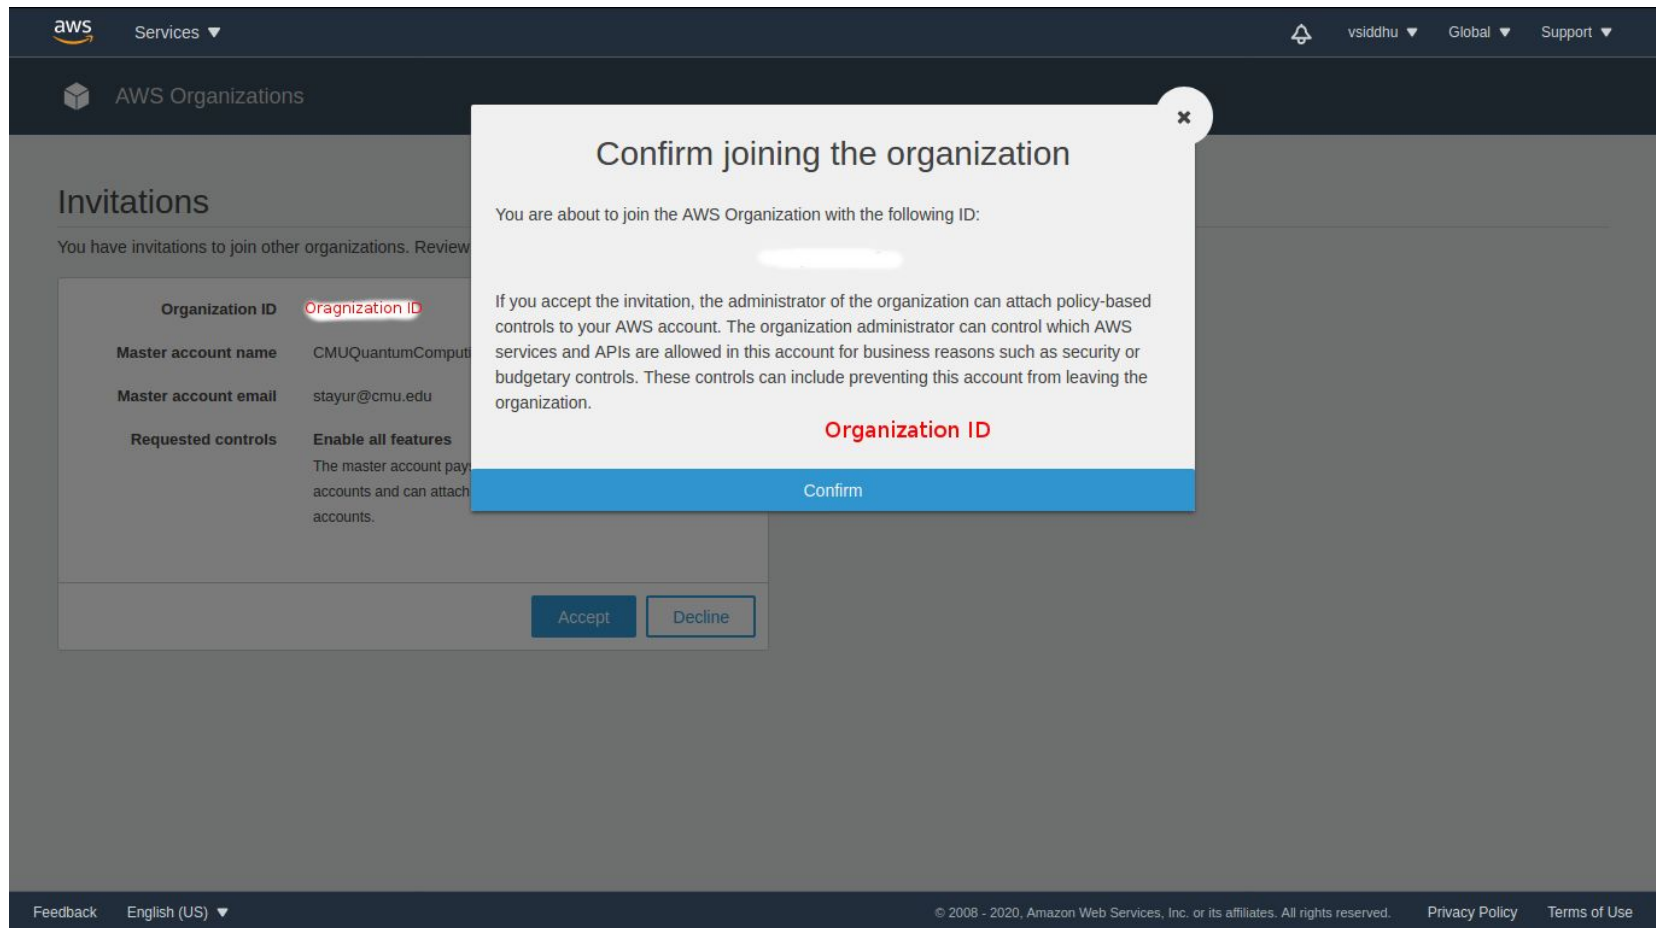 aws Services ▼ vsiddhu ▼ Global ▼ Support ▼
AWS Organizations
Confirm joining the organization
You are about to join the AWS Organization with the following ID:
If you accept the invitation, the administrator of the organization can attach policy-based
controls to your AWS account. The organization administrator can control which AWS
services and APIs are allowed in this account for business reasons such as security or
budgetary controls. These controls can include preventing this account from leaving the
organization.
Organization ID
Confirm
Invitations
You have invitations to join other organizations. Review
Organization ID Oragnization ID
Master account name CMUQuantumComputi
Master account email stayur@cmu.edu
Requested controls Enable all features
The master account pays
accounts and can attach
accounts.
Accept Decline
Feedback English (US) ▼ © 2008 - 2020, Amazon Web Services, Inc. or its affiliates. All rights reserved. Privacy Policy Terms of Use